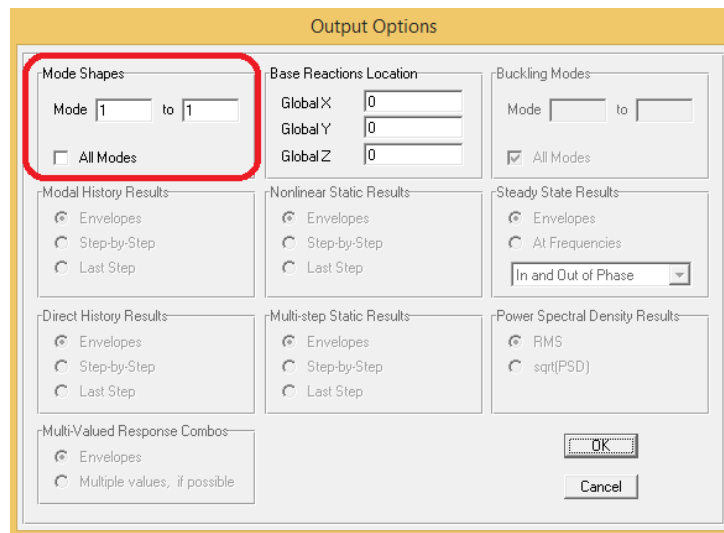 Output Options
Mode Shapes
Mode 1 to 1
All Modes
Base Reactions Location
Global X 0
Global Y 0
Global Z 0
Buckling Modes
Mode to
All Modes
Modal History Results
Envelopes
Step-by-Step
Last Step
Nonlinear Static Results
Envelopes
Step-by-Step
Last Step
Steady State Results
Envelopes
At Frequencies
In and Out of Phase
Direct History Results
Envelopes
Step-by-Step
Last Step
Multi-step Static Results
Envelopes
Step-by-Step
Last Step
Power Spectral Density Results
RMS
sqrt(PSD)
Multi-Valued Response Combos
Envelopes
Multiple values, if possible
OK
Cancel